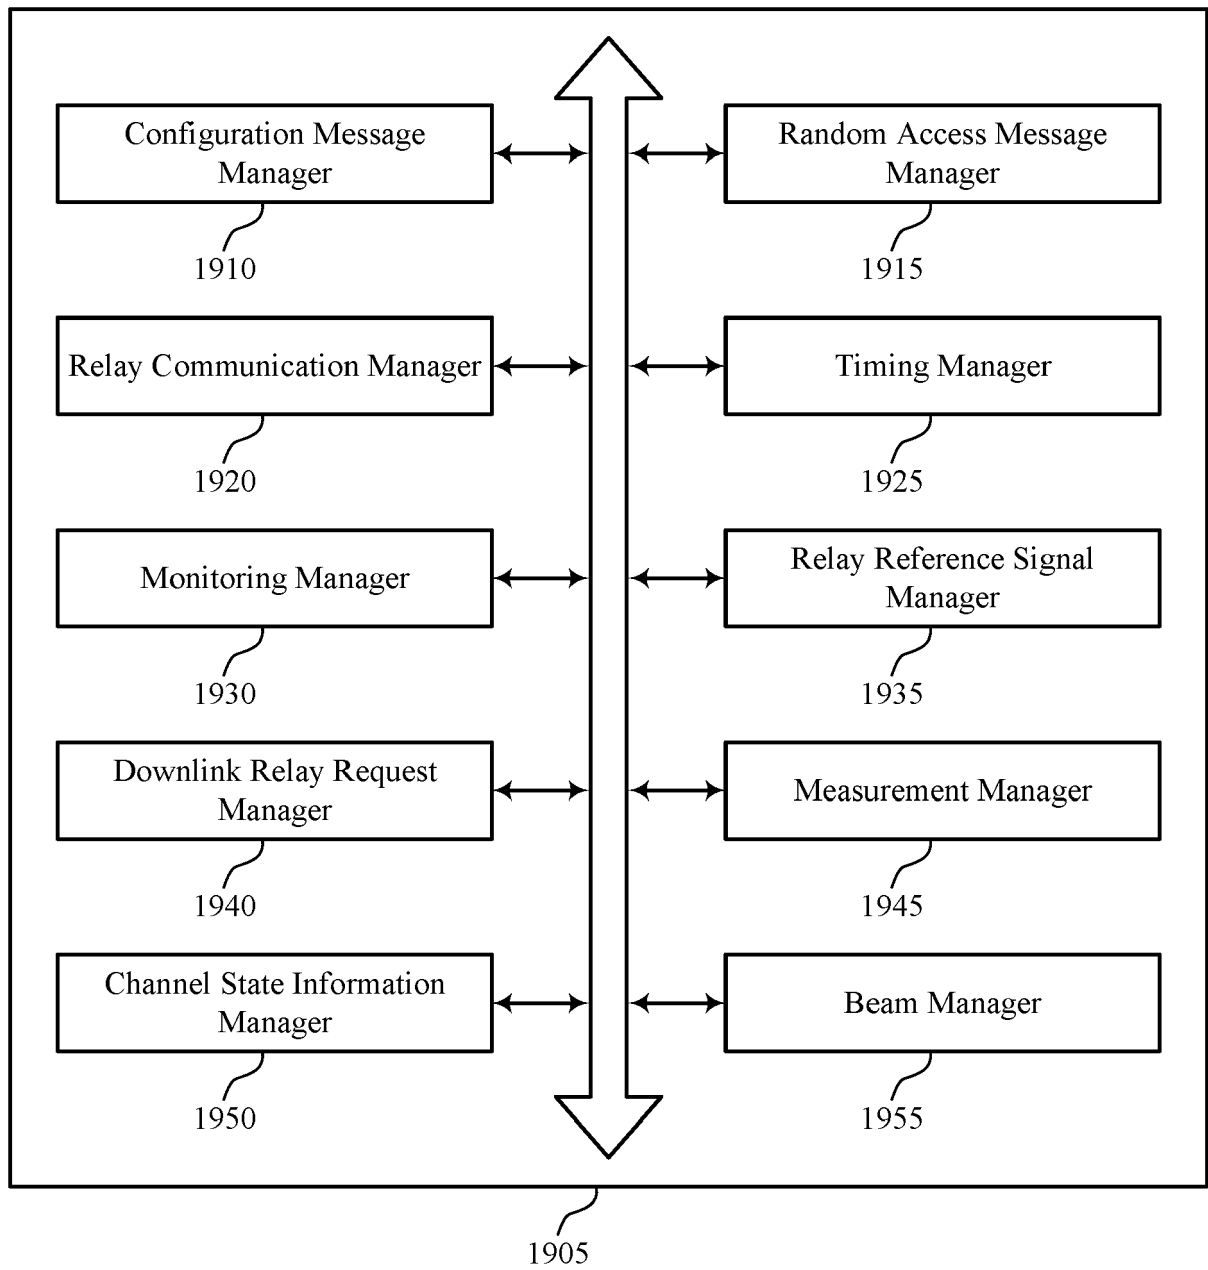 Configuration Message
Manager
1910
Random Access Message
Manager
1915
Relay Communication Manager
1920
Timing Manager
1925
Monitoring Manager
1930
Relay Reference Signal
Manager
1935
Downlink Relay Request
Manager
1940
Measurement Manager
1945
Channel State Information
Manager
1950
Beam Manager
1955
1905